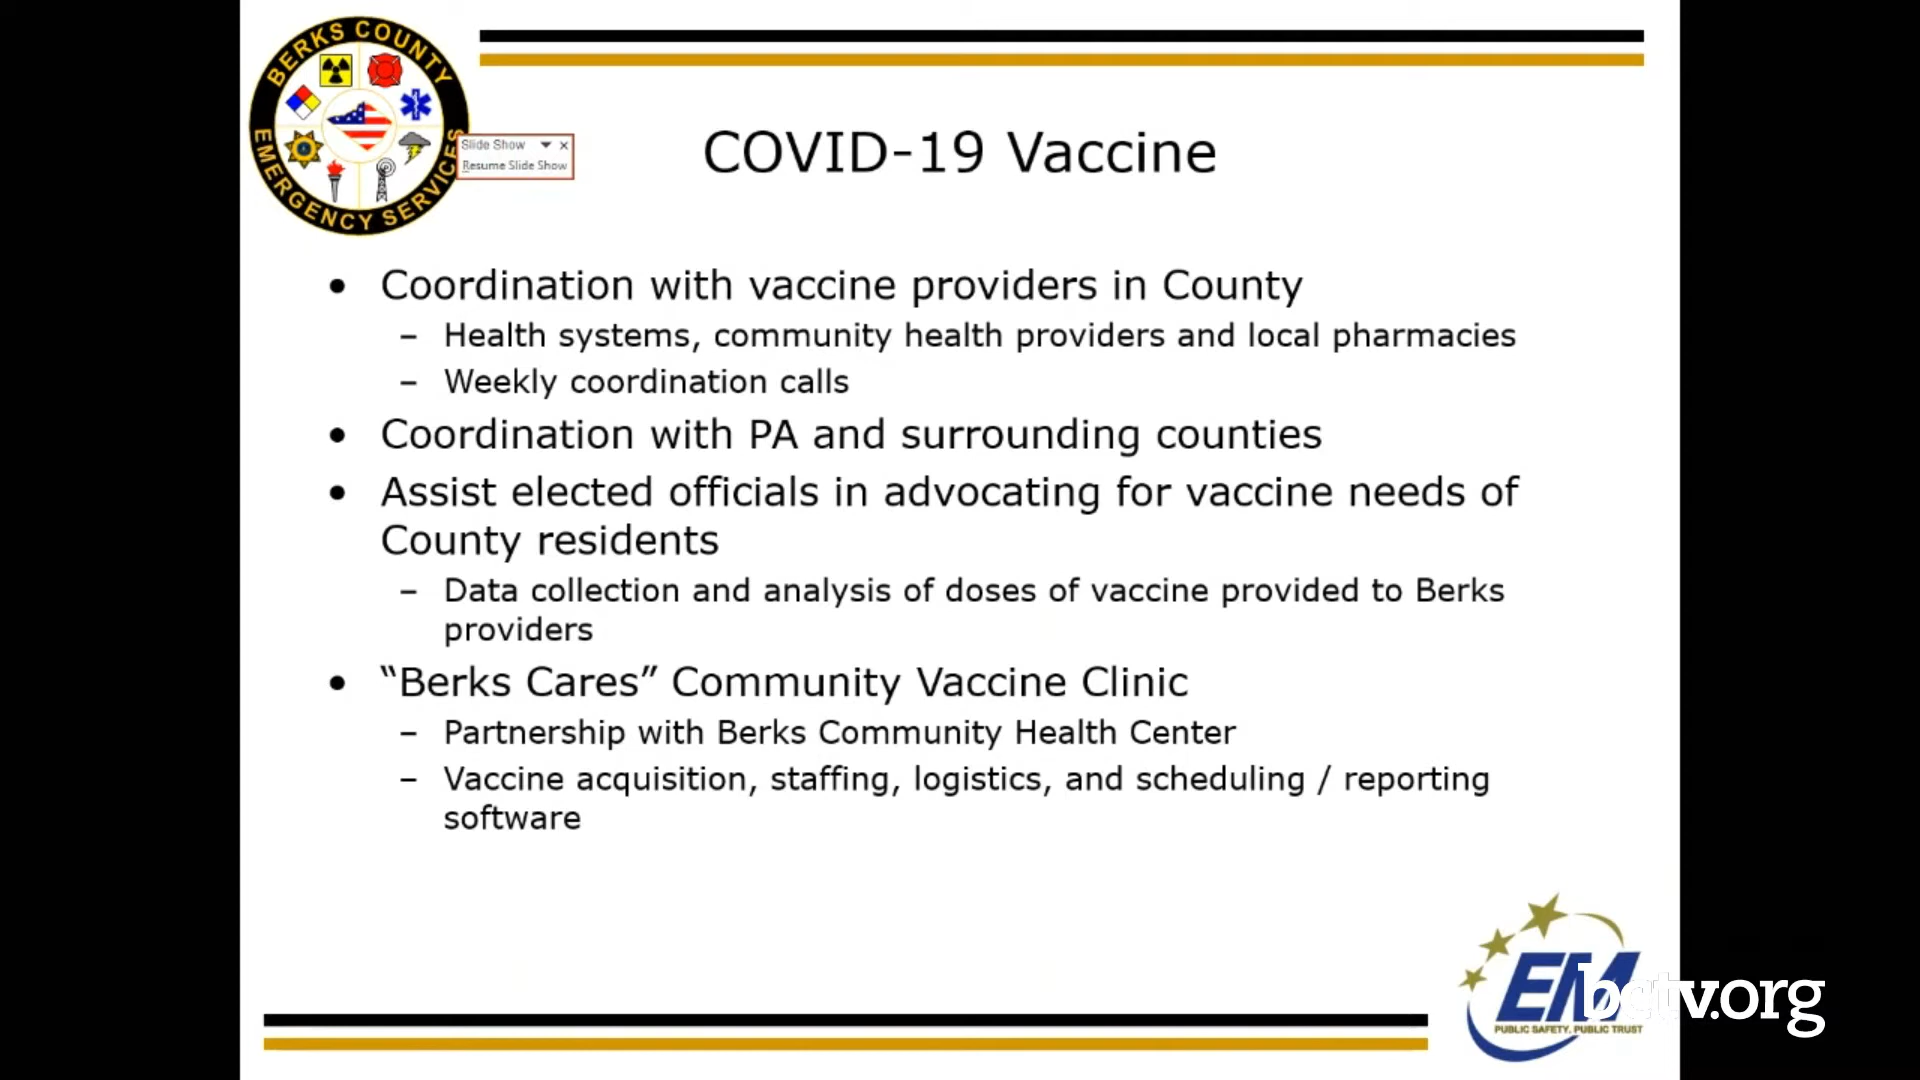 BERKS COUNTY
EMERGENCY SERVICES
Slide Show
Resume Slide Show
COVID-19 Vaccine
• Coordination with vaccine providers in County
– Health systems, community health providers and local pharmacies
– Weekly coordination calls
• Coordination with PA and surrounding counties
• Assist elected officials in advocating for vaccine needs of
County residents
– Data collection and analysis of doses of vaccine provided to Berks
providers
• “Berks Cares” Community Vaccine Clinic
– Partnership with Berks Community Health Center
– Vaccine acquisition, staffing, logistics, and scheduling / reporting
software
EM
PUBLIC SAFETY. PUBLIC TRUST
bctv.org